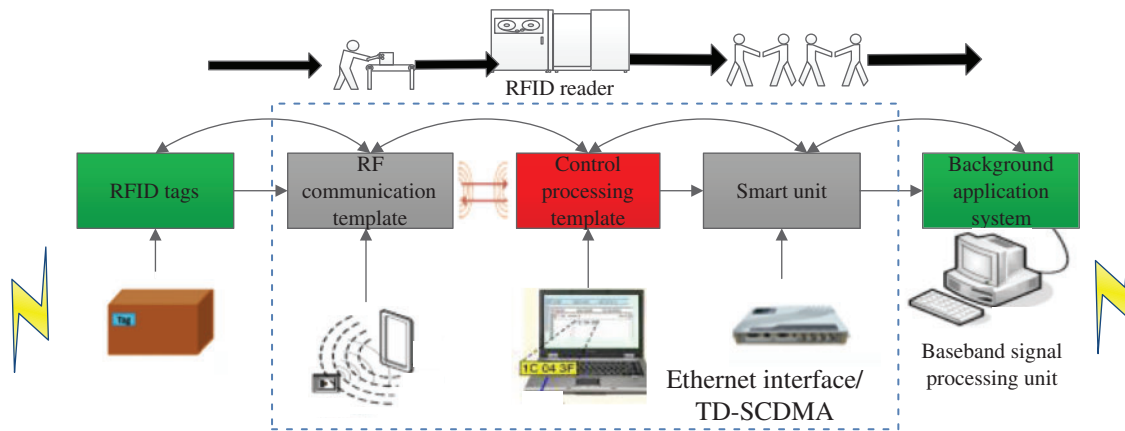 RFID reader
RFID tags
RF
communication
template
Control
processing
template
Smart unit
Background
application
system
Tag
1C 04 3F
Ethernet interface/
TD-SCDMA
Baseband signal
processing unit